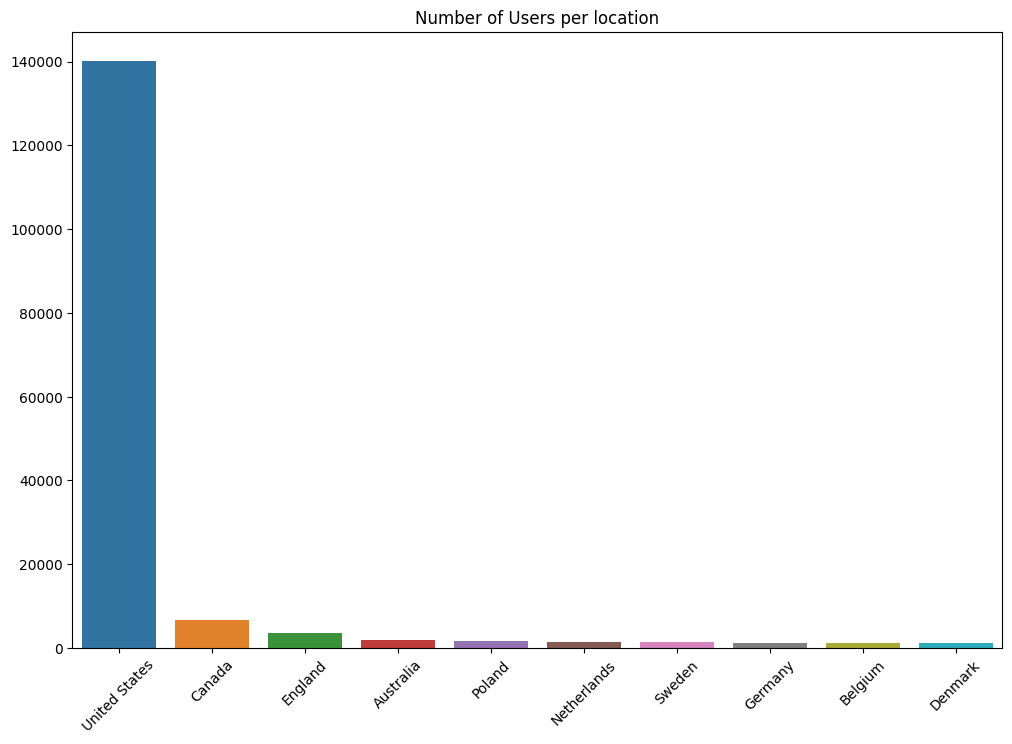 Number of Users per location
140000
120000
100000
80000
60000
40000
20000
0
United States
Canada
England
Australia
Poland
Netherlands
Sweden
Germany
Belgium
Denmark